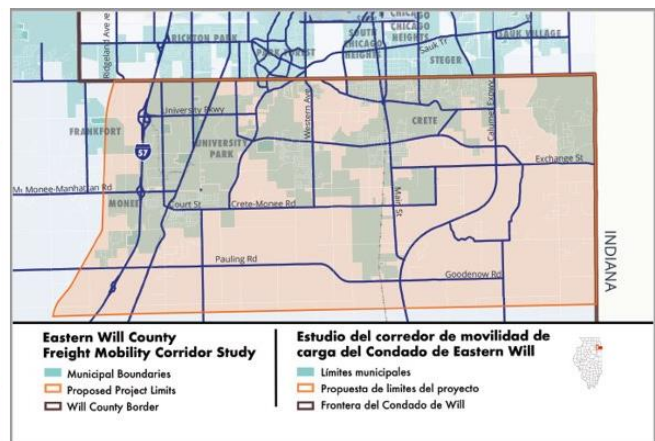 CHICAGO
RICHTON PARK
SOUTH
CHICAGO
HEIGHTS
CHICAGO
HEIGHTS
PARK FOREST
Sauk Tr
SAUK VILLAGE
STEGER
Ridgeland Ave
University Pkwy
Western Ave
Calumet Expwy
FRANKFORT
57
UNIVERSITY
PARK
CRETE
Exchange St
Monee-Manhattan Rd
MONEE
Court St
Crete-Monee Rd
Main St
Pauling Rd
Goodenow Rd
INDIANA
Eastern Will County
Freight Mobility Corridor Study
Municipal Boundaries
Proposed Project Limits
Will County Border
Estudio del corredor de movilidad de
carga del Condado de Eastern Will
Límites municipales
Propuesta de límites del proyecto
Frontera del Condado de Will